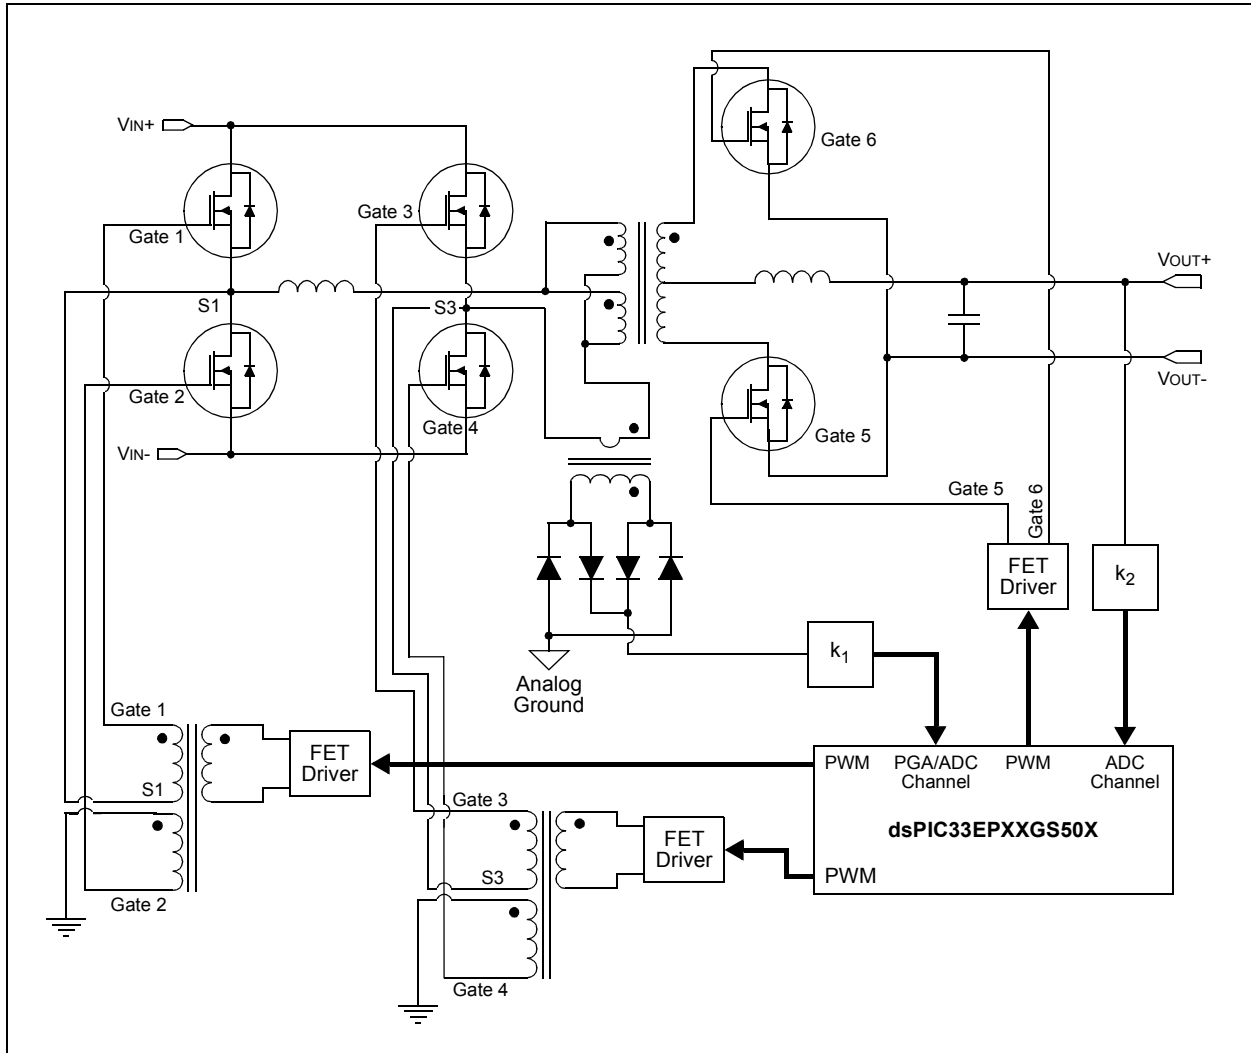 VIN+
Gate 1
Gate 3
S1
S3
Gate 2
Gate 4
VIN-
Gate 6
VOUT+
VOUT-
Gate 5
Gate 5
Gate 6
FET
Driver
k2
k1
Analog
Ground
Gate 1
S1
Gate 2
FET
Driver
Gate 3
S3
Gate 4
FET
Driver
PWM
PGA/ADC
Channel
PWM
ADC
Channel
dsPIC33EPXXGS50X
PWM